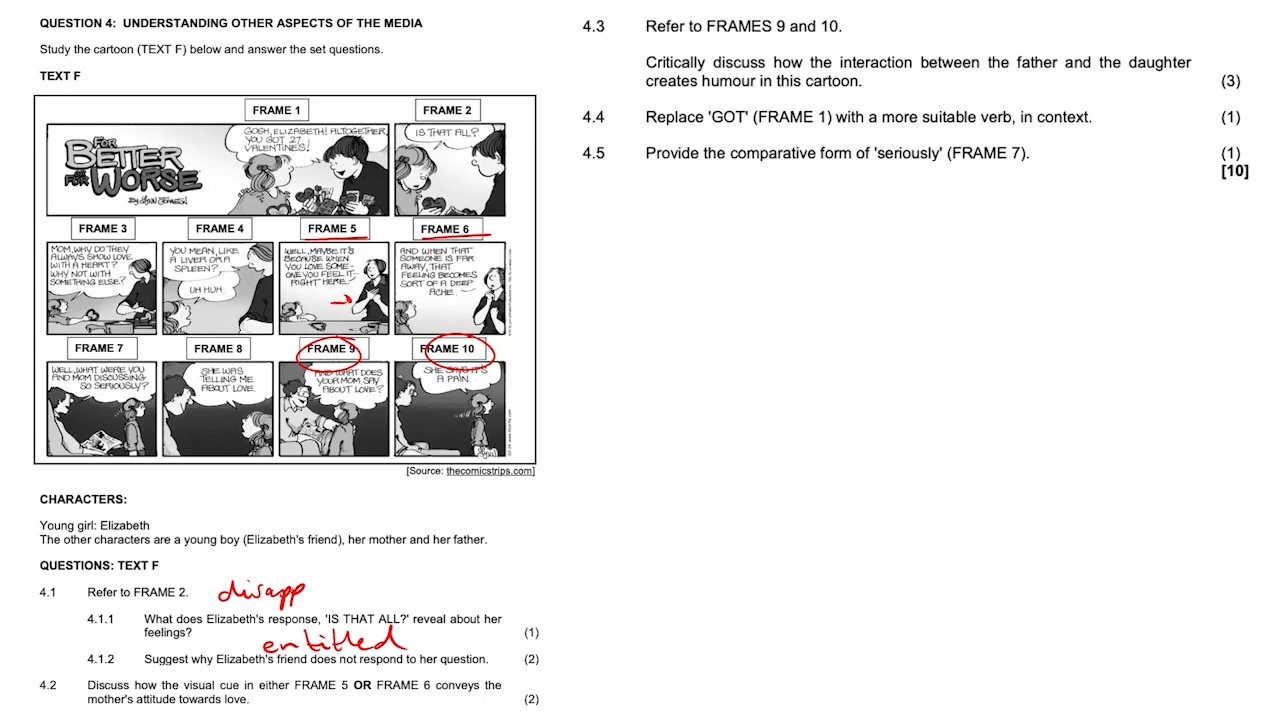 QUESTION 4: UNDERSTANDING OTHER ASPECTS OF THE MEDIA
Study the cartoon (TEXT F) below and answer the set questions.
TEXT F
FRAME 1
FRAME 2
FOR
BETTER
OR FOR
WORSE
By Lynn Johnston
GOSH, ELIZABETH! ALTOGETHER,
YOU GOT 27
VALENTINES!
IS THAT ALL?
FRAME 3
FRAME 4
FRAME 5
FRAME 6
MOM, WHY DO THEY
ALWAYS SHOW LOVE
WITH A HEART?
WHY NOT WITH
SOMETHING ELSE?
YOU MEAN, LIKE
A LIVER OR A
SPLEEN?
UH HUH.
WELL, MAYBE IT'S
BECAUSE WHEN
YOU LOVE SOME-
ONE YOU FEEL IT-
RIGHT HERE.
AND WHEN THAT
SOMEONE IS FAR
AWAY, THAT
FEELING BECOMES
SORT OF A DEEP
ACHE.
FRAME 7
FRAME 8
FRAME 9
FRAME 10
WELL, WHAT WERE YOU
AND MOM DISCUSSING
SO SERIOUSLY?
SHE WAS
TELLING ME
ABOUT LOVE.
AND WHAT DOES
YOUR MOM SAY
ABOUT LOVE?
SHE SAYS IT'S
A PAIN.
[Source: thecomicstrips.com]
CHARACTERS:
Young girl: Elizabeth
The other characters are a young boy (Elizabeth's friend), her mother and her father.
QUESTIONS: TEXT F
4.1 Refer to FRAME 2.
disapp
4.1.1 What does Elizabeth's response, 'IS THAT ALL?' reveal about her
feelings? (1)
entitled
4.1.2 Suggest why Elizabeth's friend does not respond to her question. (2)
4.2 Discuss how the visual cue in either FRAME 5 OR FRAME 6 conveys the
mother's attitude towards love. (2)
4.3 Refer to FRAMES 9 and 10.
Critically discuss how the interaction between the father and the daughter
creates humour in this cartoon. (3)
4.4 Replace 'GOT' (FRAME 1) with a more suitable verb, in context. (1)
4.5 Provide the comparative form of 'seriously' (FRAME 7). (1)
[10]